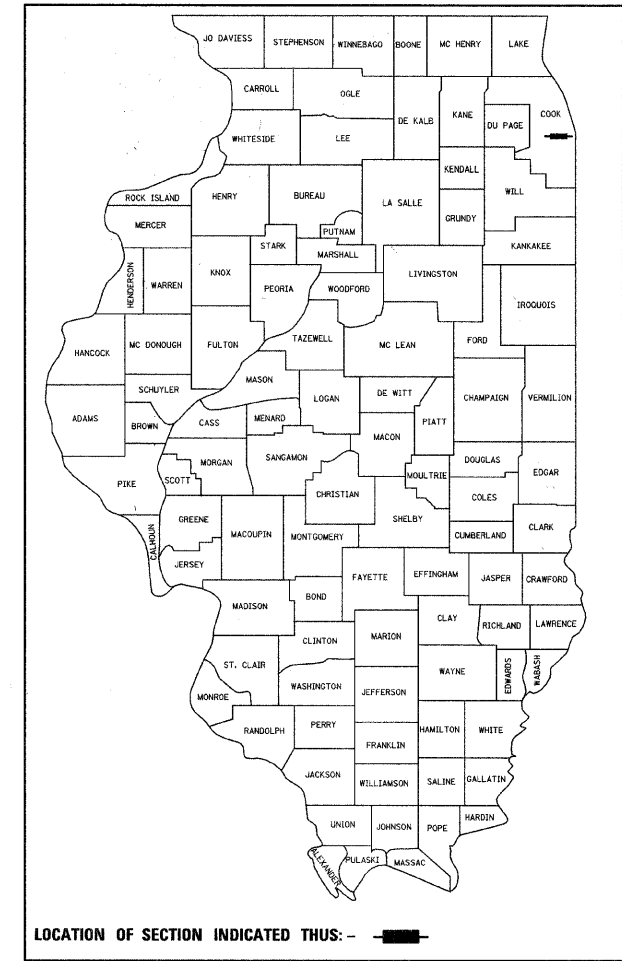 JO DAVIESS STEPHENSON WINNEBAGO BOONE MC HENRY LAKE
CARROLL OGLE DE KALB KANE COOK
DU PAGE
WHITESIDE LEE
KENDALL
WILL
ROCK ISLAND HENRY BUREAU LA SALLE GRUNDY
MERCER PUTNAM
STARK KANKAKEE
MARSHALL
HENDERSON WARREN KNOX PEORIA WOODFORD LIVINGSTON IROQUOIS
HANCOCK MC DONOUGH FULTON TAZEWELL MC LEAN FORD
MASON
SCHUYLER LOGAN DE WITT CHAMPAIGN VERMILION
ADAMS BROWN CASS MENARD MACON PIATT
MORGAN SANGAMON DOUGLAS EDGAR
PIKE SCOTT CHRISTIAN MOULTRIE COLES
GREENE MACOUPIN MONTGOMERY SHELBY CUMBERLAND CLARK
CALHOUN JERSEY
FAYETTE EFFINGHAM JASPER CRAWFORD
MADISON BOND
CLAY RICHLAND LAWRENCE
CLINTON MARION
ST. CLAIR WAYNE EDWARDS WABASH
WASHINGTON JEFFERSON
MONROE
RANDOLPH PERRY HAMILTON WHITE
FRANKLIN
JACKSON WILLIAMSON SALINE GALLATIN
UNION JOHNSON POPE HARDIN
ALEXANDER PULASKI MASSAC
LOCATION OF SECTION INDICATED THUS: -